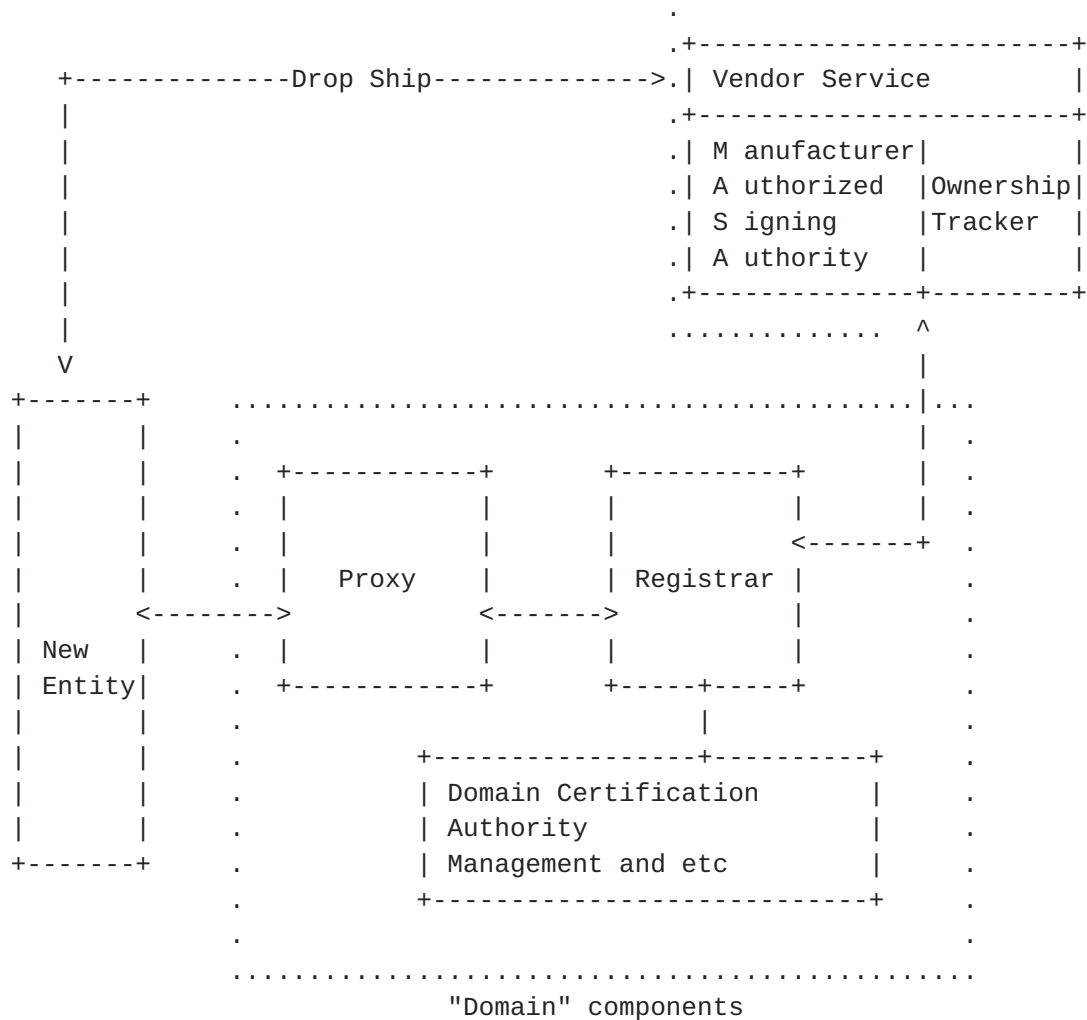 Drop Ship
Vendor Service
M anufacturer
A uthorized Ownership
S igning Tracker
A uthority
Proxy Registrar
New
Entity
Domain Certification
Authority
Management and etc
"Domain" components